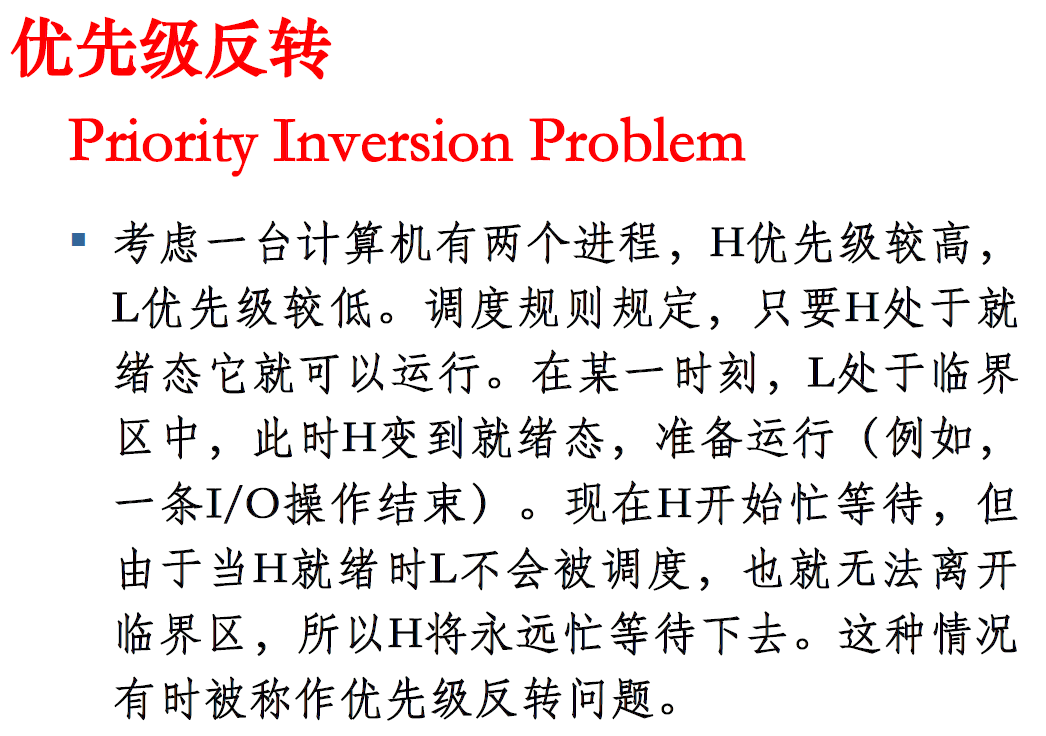 优先级反转
Priority Inversion Problem
考虑一台计算机有两个进程，H优先级较高，
L优先级较低。调度规则规定，只要H处于就
绪态它就可以运行。在某一时刻，L处于临界
区中，此时H变到就绪态，准备运行（例如，
一条I/O操作结束）。现在H开始忙等待，但
由于当H就绪时L不会被调度，也就无法离开
临界区，所以H将永远忙等待下去。这种情况
有时被称作优先级反转问题。